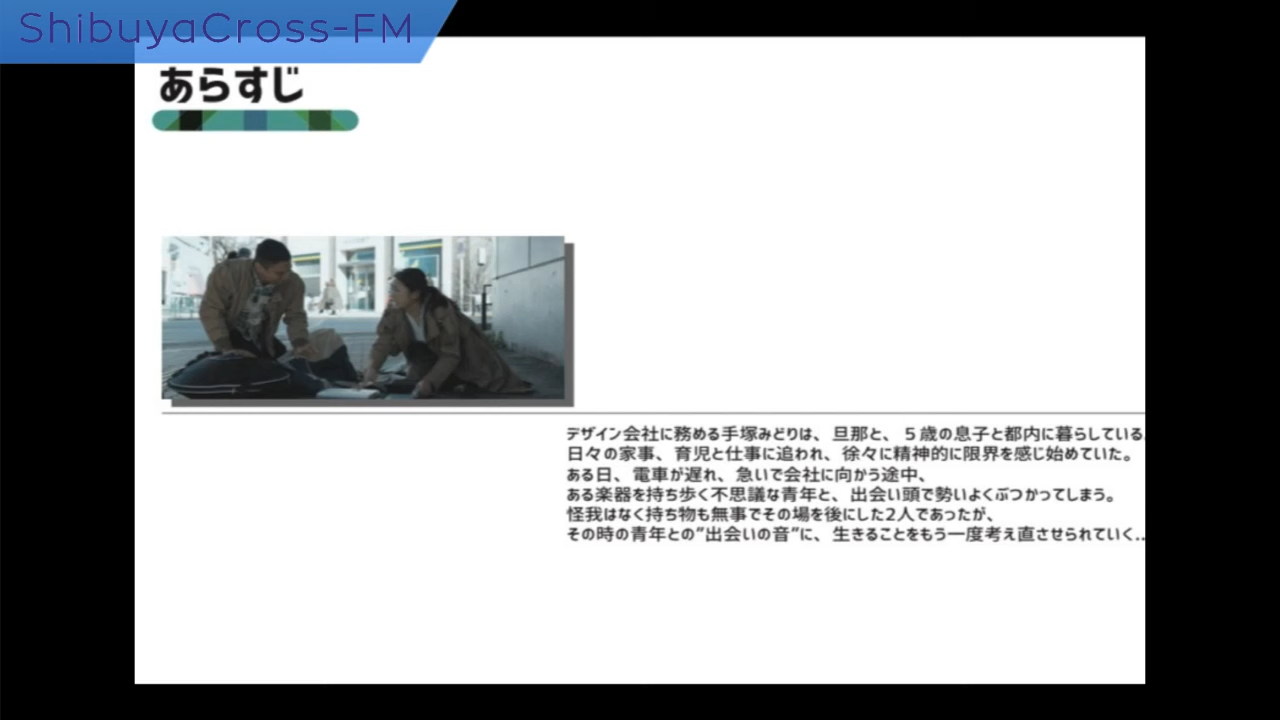 ShibuyaCross-FM
あらすじ
デザイン会社に務める手塚みどりは、旦那と、５歳の息子と都内に暮らしている。
日々の家事、育児と仕事に追われ、徐々に精神的に限界を感じ始めていた。
ある日、電車が遅れ、急いで会社に向かう途中、
ある楽器を持ち歩く不思議な青年と、出会い頭で勢いよくぶつかってしまう。
怪我はなく持ち物も無事でその場を後にした2人であったが、
その時の青年との”出会いの音”に、生きることをもう一度考え直させられていく..